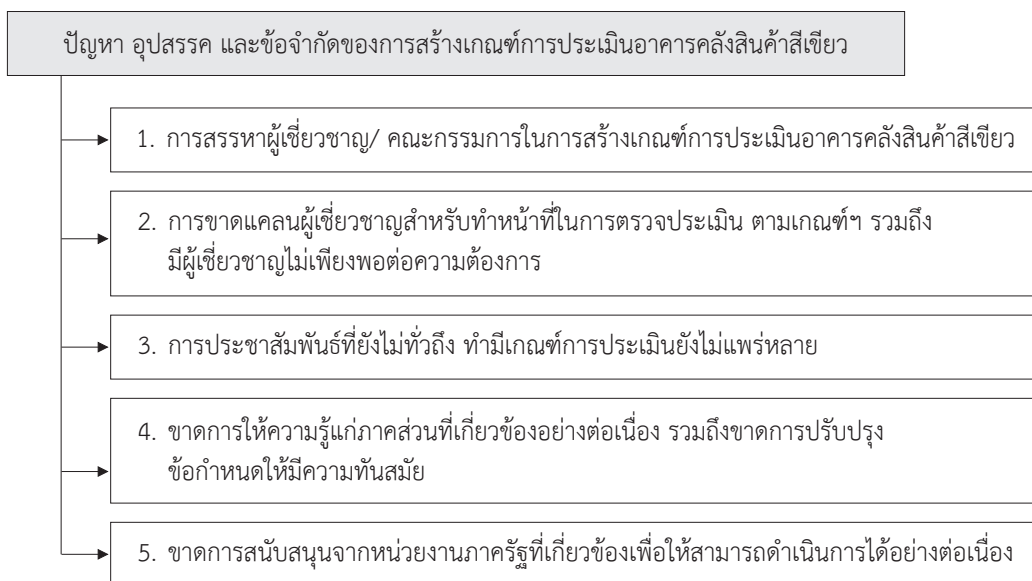 ปัญหา อุปสรรค และข้อจำกัดของการสร้างเกณฑ์การประเมินอาคารคลังสินค้าสีเขียว
1. การสรรหาผู้เชี่ยวชาญ/ คณะกรรมการในการสร้างเกณฑ์การประเมินอาคารคลังสินค้าสีเขียว
2. การขาดแคลนผู้เชี่ยวชาญสำหรับทำหน้าที่ในการตรวจประเมิน ตามเกณฑ์ฯ รวมถึง
มีผู้เชี่ยวชาญไม่เพียงพอต่อความต้องการ
3. การประชาสัมพันธ์ที่ยังไม่ทั่วถึง ทำมีเกณฑ์การประเมินยังไม่แพร่หลาย
4. ขาดการให้ความรู้แก่ภาคส่วนที่เกี่ยวข้องอย่างต่อเนื่อง รวมถึงขาดการปรับปรุง
ข้อกำหนดให้มีความทันสมัย
5. ขาดการสนับสนุนจากหน่วยงานภาครัฐที่เกี่ยวข้องเพื่อให้สามารถดำเนินการได้อย่างต่อเนื่อง